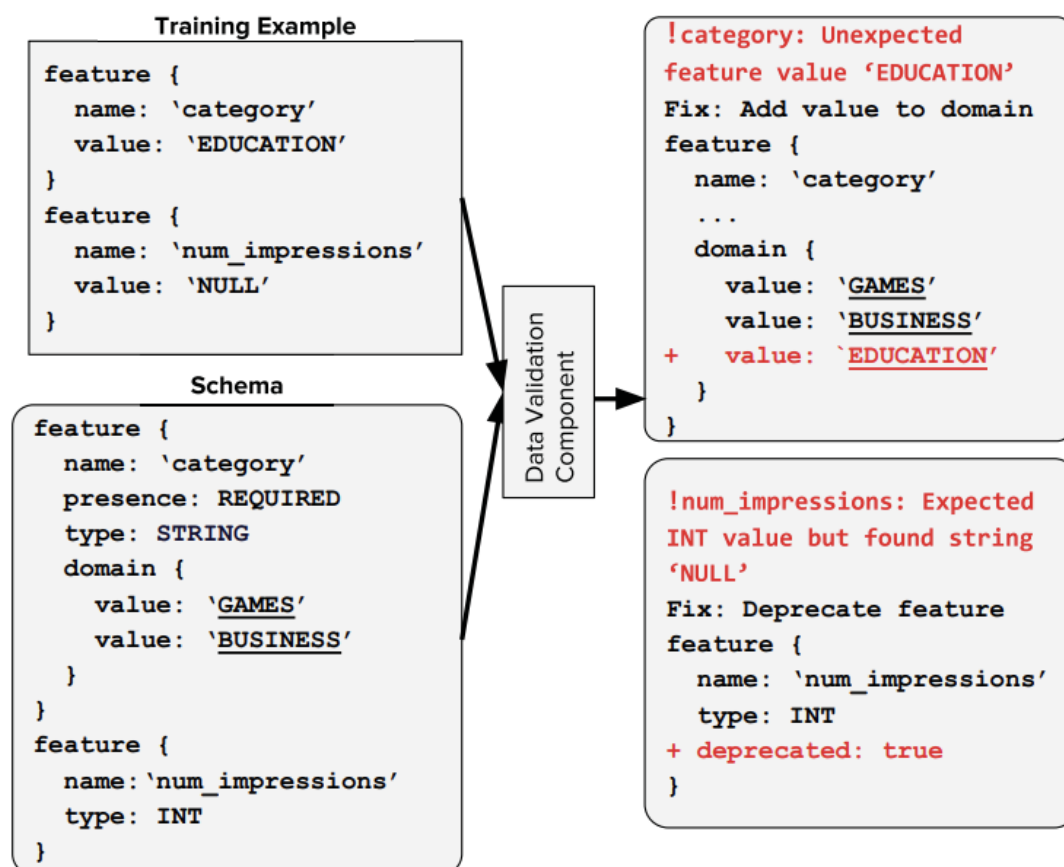 Training Example
feature {
name: ‘category’
value: ‘EDUCATION’
}
feature {
name: ‘num_impressions’
value: ‘NULL’
}
Schema
feature {
name: ‘category’
presence: REQUIRED
type: STRING
domain {
value: ‘GAMES’
value: ‘BUSINESS’
}
}
feature {
name:‘num_impressions’
type: INT
}
Data Validation
Component
!category: Unexpected
feature value ‘EDUCATION’
Fix: Add value to domain
feature {
name: ‘category’
...
domain {
value: ‘GAMES’
value: ‘BUSINESS’
+ value: `EDUCATION’
}
}
!num_impressions: Expected
INT value but found string
‘NULL’
Fix: Deprecate feature
feature {
name: ‘num_impressions’
type: INT
+ deprecated: true
}